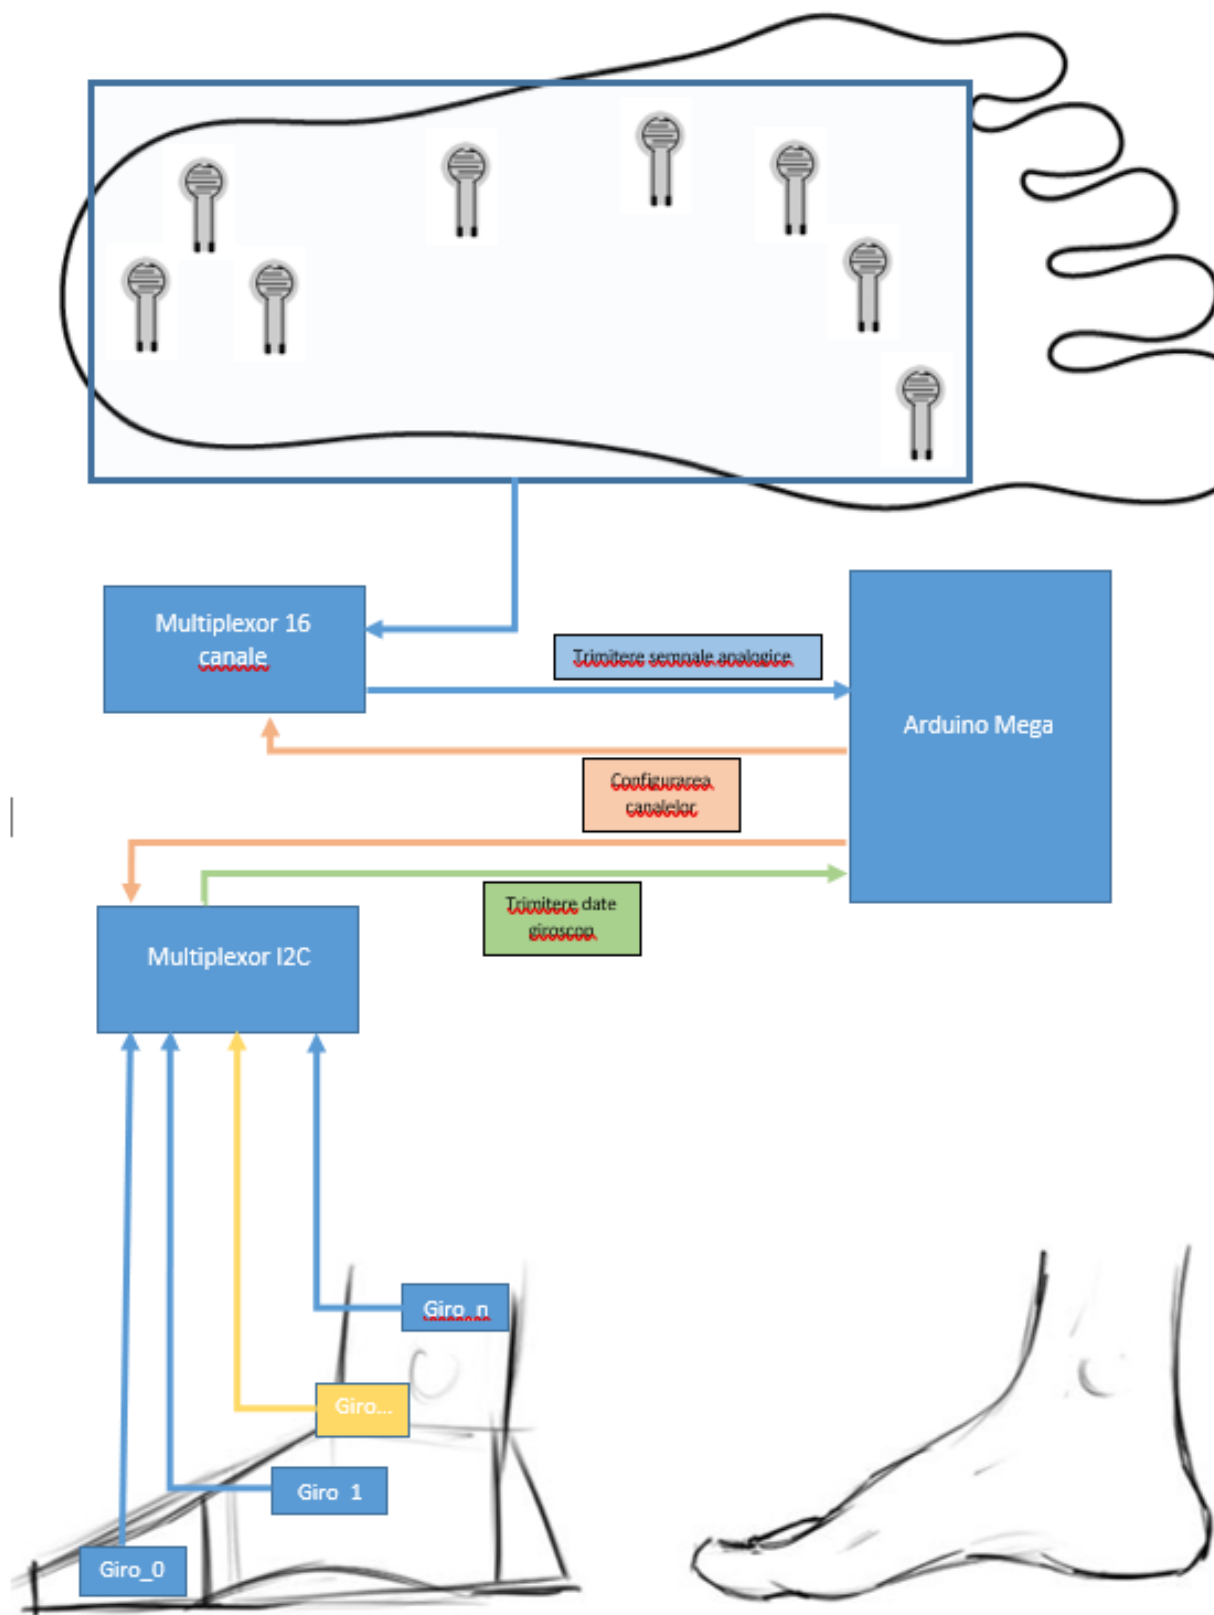 Multiplexor 16
canale
Trimitere semnale analogice
Arduino Mega
Configurarea
canalelor
Trimitere date
giroscop
Multiplexor I2C
Giro_n
Giro...
Giro_1
Giro_0